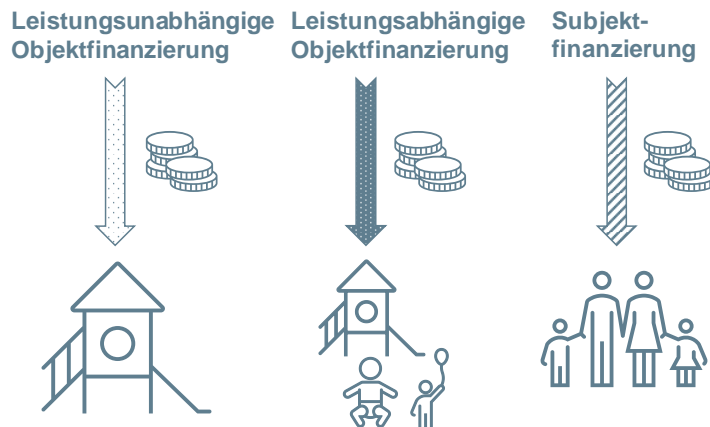 Leistungsunabhängige
Objektfinanzierung
Leistungsabhängige
Objektfinanzierung
Subjekt-
finanzierung